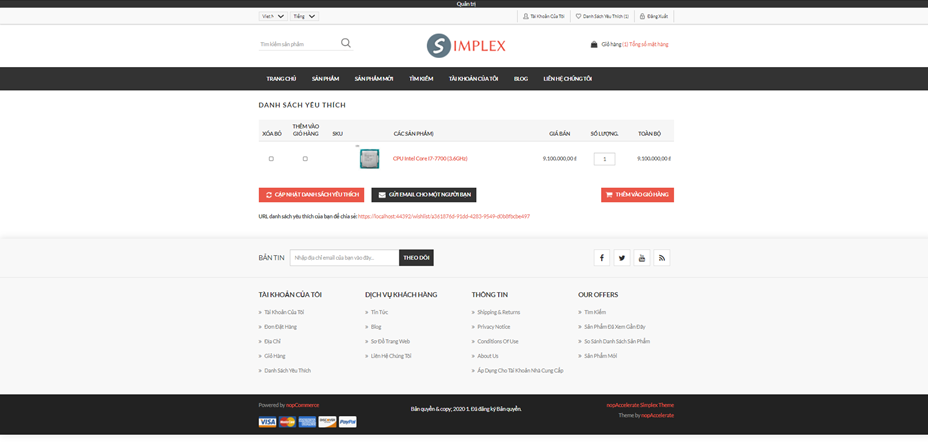 Quản trị
Việt N
Tiếng
Tài Khoản Của Tôi
Danh Sách Yêu Thích (1)
Đăng Xuất
Tìm kiếm sản phẩm
S IMPLEX
Giỏ hàng (1) Tổng số mặt hàng
TRANG CHỦ SẢN PHẨM SẢN PHẨM MỚI TÌM KIẾM TÀI KHOẢN CỦA TÔI BLOG LIÊN HỆ CHÚNG TÔI
DANH SÁCH YÊU THÍCH
XÓA BỎ THÊM VÀO GIỎ HÀNG SKU CÁC SẢN PHẨM) GIÁ BÁN SỐ LƯỢNG. TOÀN BỘ
CPU Intel Core I7-7700 (3.6GHz) 9.100.000,00 ₫ 1 9.100.000,00 ₫
CẬP NHẬT DANH SÁCH YÊU THÍCH
GỬI EMAIL CHO MỘT NGƯỜI BẠN
THÊM VÀO GIỎ HÀNG
URL danh sách yêu thích của bạn để chia sẻ:
BẢN TIN
Nhập địa chỉ email của bạn vào đây...
THEO DÕI
TÀI KHOẢN CỦA TÔI
» Tài Khoản Của Tôi
» Đơn Đặt Hàng
» Địa Chỉ
» Giỏ Hàng
» Danh Sách Yêu Thích
DỊCH VỤ KHÁCH HÀNG
» Tin Tức
» Blog
» Sơ Đồ Trang Web
» Liên Hệ Chúng Tôi
THÔNG TIN
» Shipping & Returns
» Privacy Notice
» Conditions Of Use
» About Us
» Áp Dụng Cho Tài Khoản Nhà Cung Cấp
OUR OFFERS
» Tìm Kiếm
» Sản Phẩm Đã Xem Gần Đây
» So Sánh Danh Sách Sản Phẩm
» Sản Phẩm Mới
Powered by nopCommerce
VISA MasterCard DISCOVER PayPal
Bản quyền &copy; 2020 1. Đã đăng ký Bản quyền.
nopAccelerate Simplex Theme
Theme by nopAccelerate